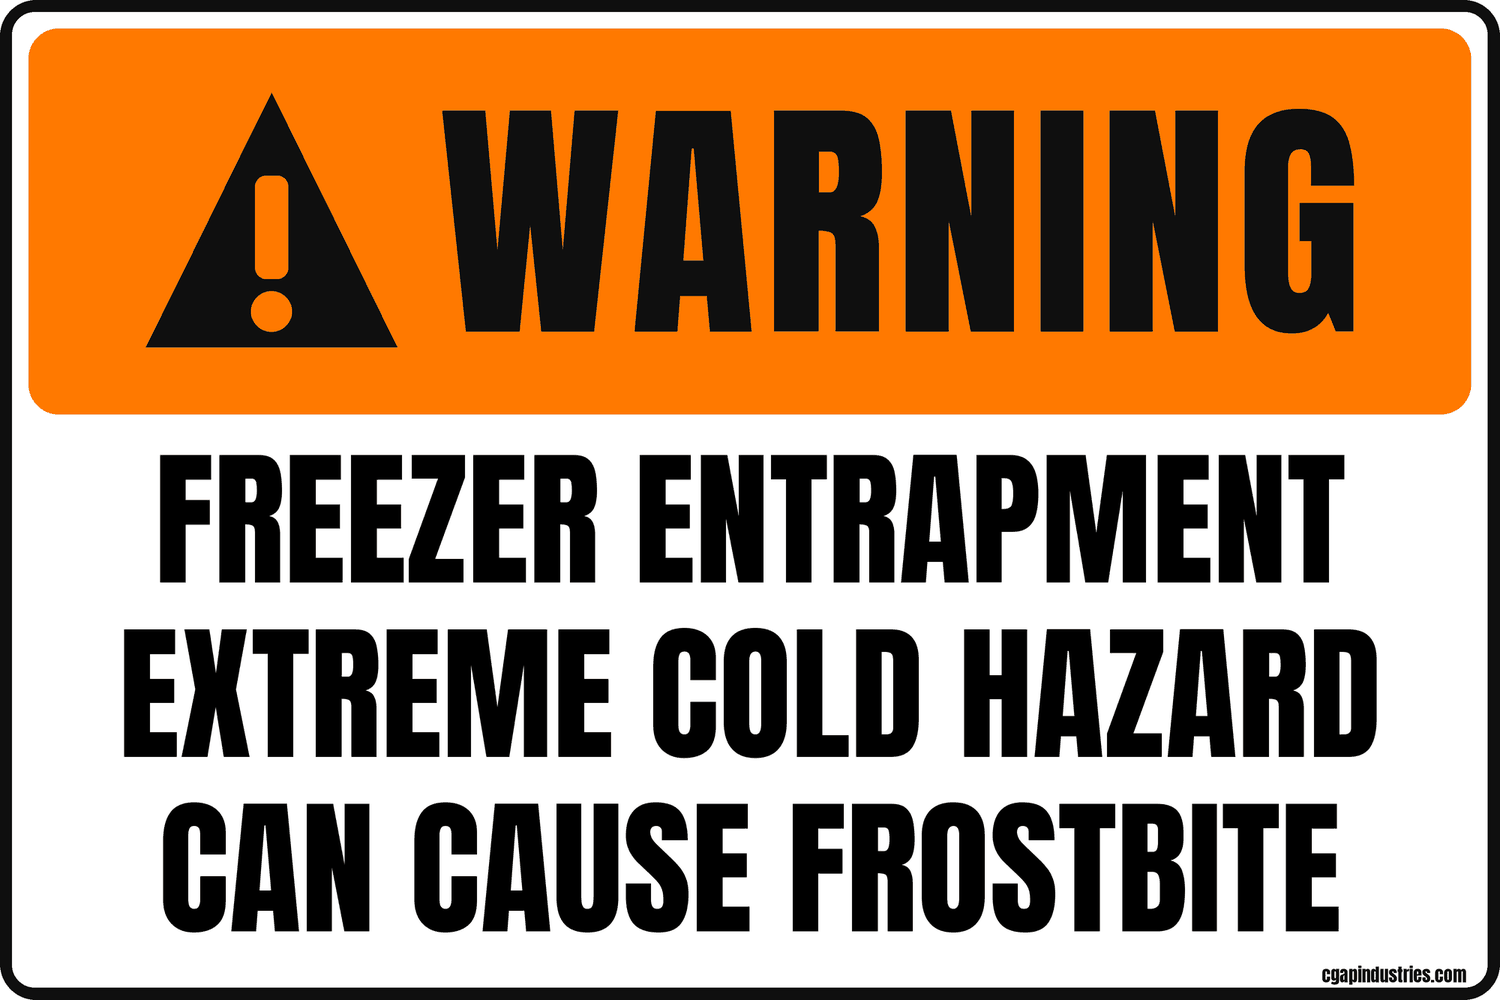 WARNING
FREEZER ENTRAPMENT
EXTREME COLD HAZARD
CAN CAUSE FROSTBITE
cgapindustries.com